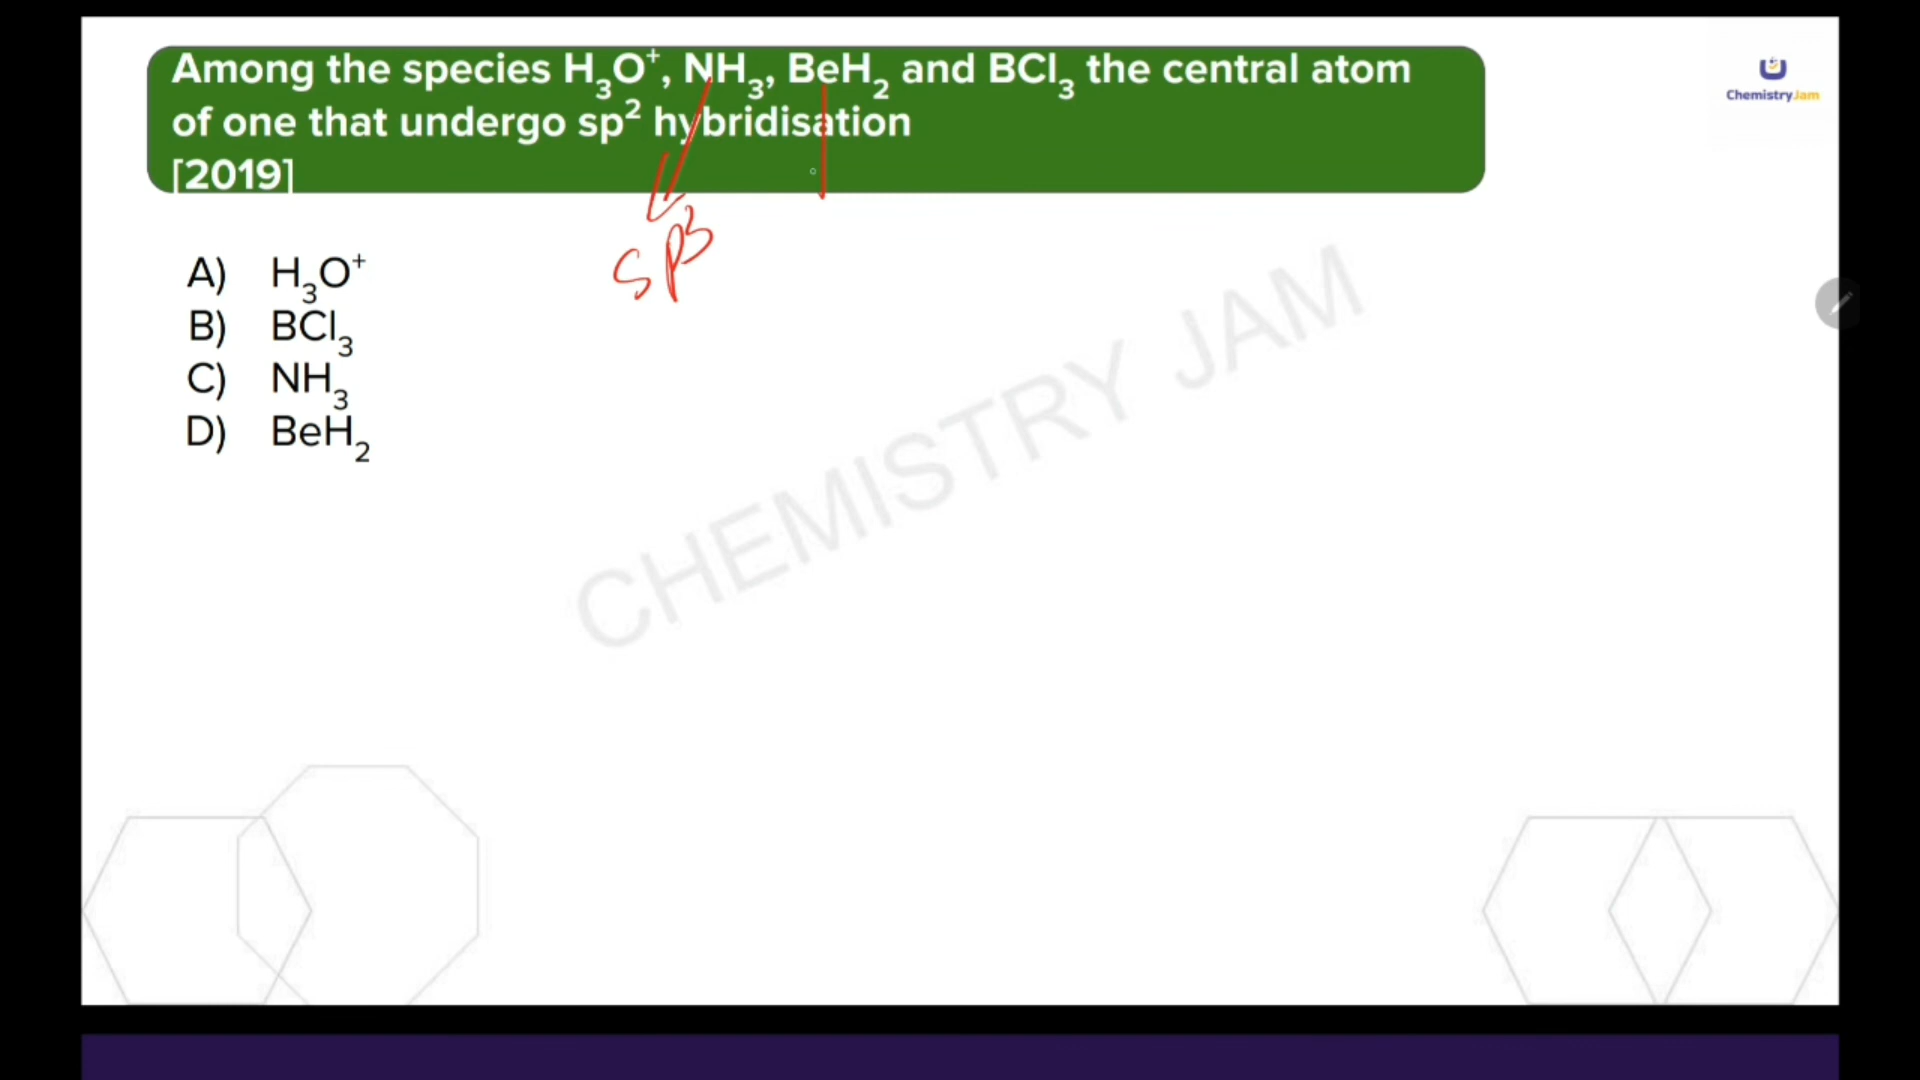 Among the species H₃O⁺, NH₃, BeH₂ and BCl₃ the central atom
of one that undergo sp² hybridisation
[2019]
ChemistryJam
sp³
A) H₃O⁺
B) BCl₃
C) NH₃
D) BeH₂
CHEMISTRY JAM